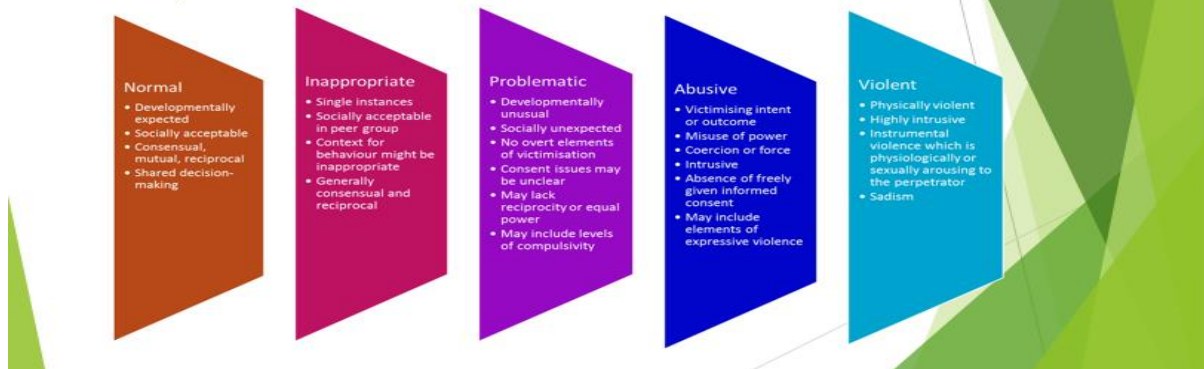 Normal
• Developmentally
expected
• Socially acceptable
• Consensual,
mutual, reciprocal
• Shared decision-
making
Inappropriate
• Single instances
• Socially acceptable
in peer group
• Context for
behaviour might be
inappropriate
• Generally
consensual and
reciprocal
Problematic
• Developmentally
unusual
• Socially unexpected
• No overt elements
of victimisation
• Consent issues may
be unclear
• May lack
reciprocity or equal
power
• May include levels
of compulsivity
Abusive
• Victimising intent
or outcome
• Misuse of power
• Coercion or force
• Intrusive
• Absence of freely
given informed
consent
• May include
elements of
expressive violence
Violent
• Physically violent
• Highly intrusive
• Instrumental
violence which is
physiologically or
sexually arousing to
the perpetrator
• Sadism